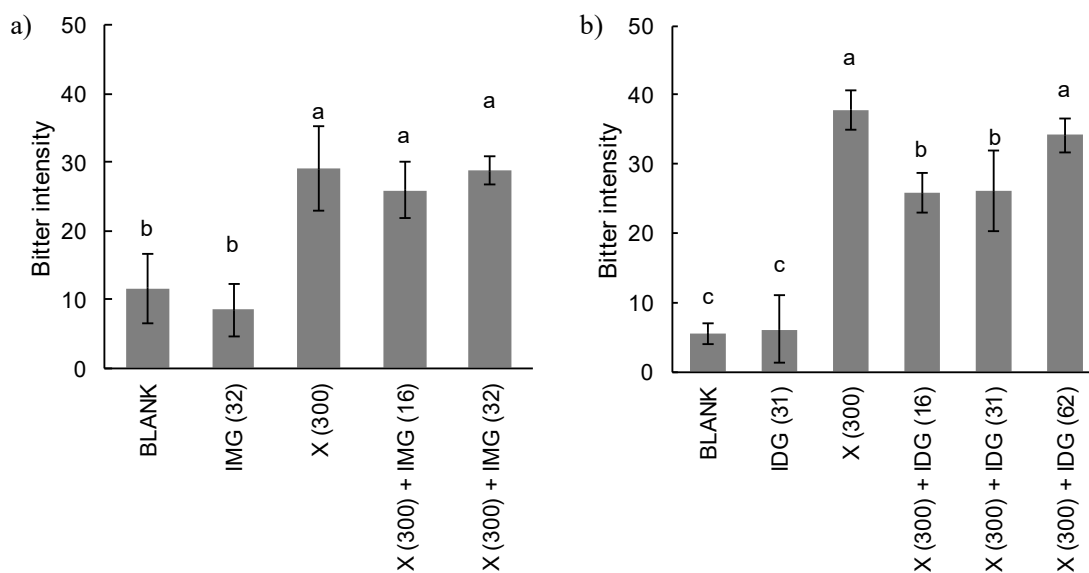 a)
Bitter intensity
50
40
30
20
10
0
b
b
a
a
a
BLANK
IMG (32)
X (300)
X (300) + IMG (16)
X (300) + IMG (32)
b)
Bitter intensity
50
40
30
20
10
0
c
c
a
b
b
a
BLANK
IDG (31)
X (300)
X (300) + IDG (16)
X (300) + IDG (31)
X (300) + IDG (62)